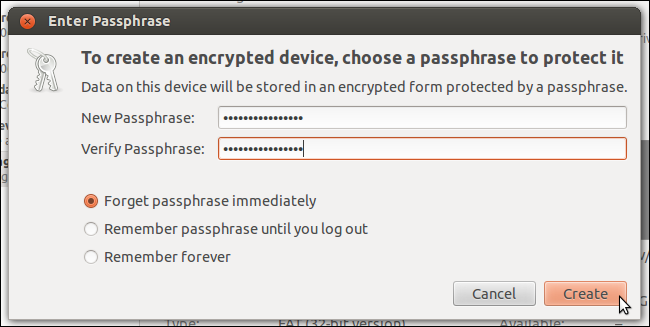 Enter Passphrase
To create an encrypted device, choose a passphrase to protect it
Data on this device will be stored in an encrypted form protected by a passphrase.
New Passphrase: ••••••••••••••••
Verify Passphrase: ••••••••••••••••
Forget passphrase immediately
Remember passphrase until you log out
Remember forever
Cancel Create
Type: FAT (32-bit version) Available: –